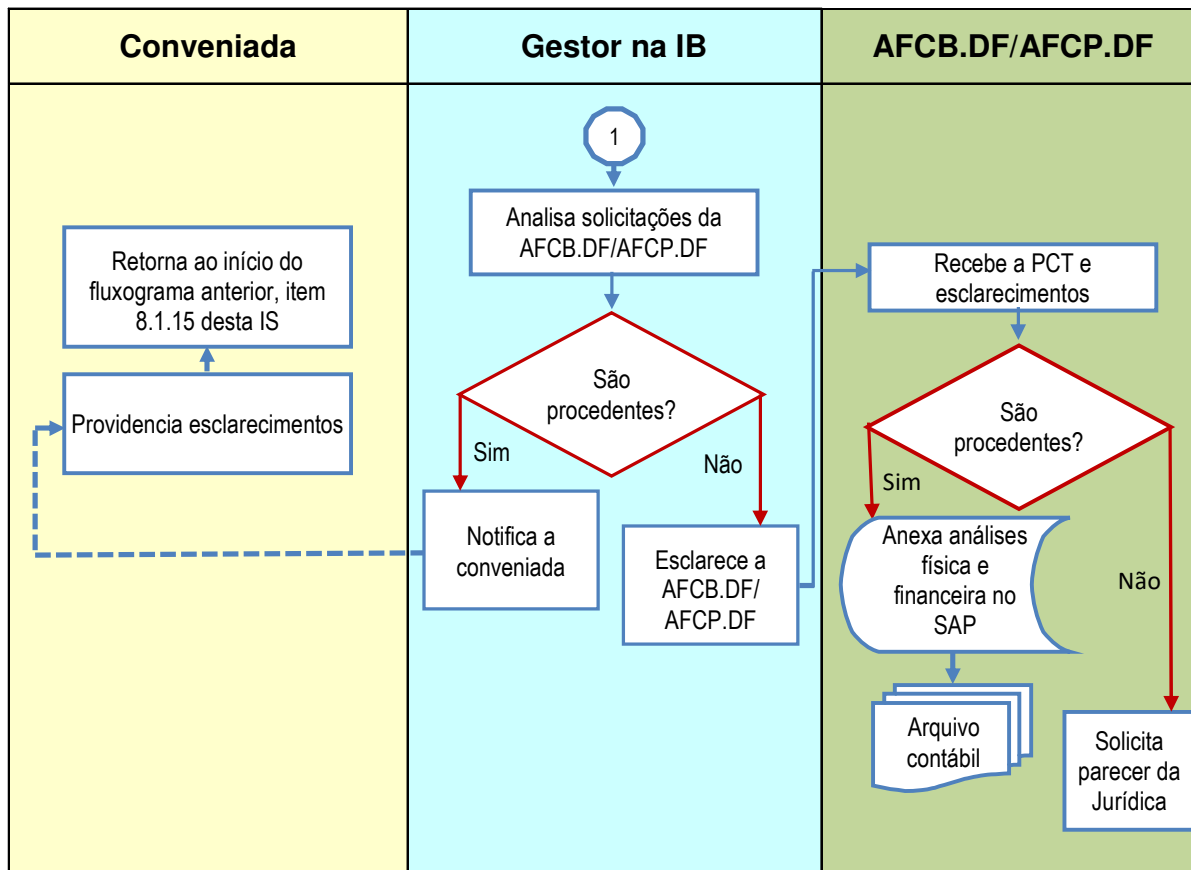 Conveniada
Gestor na IB
AFCB.DF/AFCP.DF
1
Analisa solicitações da
AFCB.DF/AFCP.DF
Retorna ao início do
fluxograma anterior, item
8.1.15 desta IS
Recebe a PCT e
esclarecimentos
São
procedentes?
Providencia esclarecimentos
São
procedentes?
Sim
Não
Sim
Notifica a
conveniada
Esclarece a
AFCB.DF/
AFCP.DF
Anexa análises
física e
financeira no
SAP
Não
Arquivo
contábil
Solicita
parecer da
Jurídica